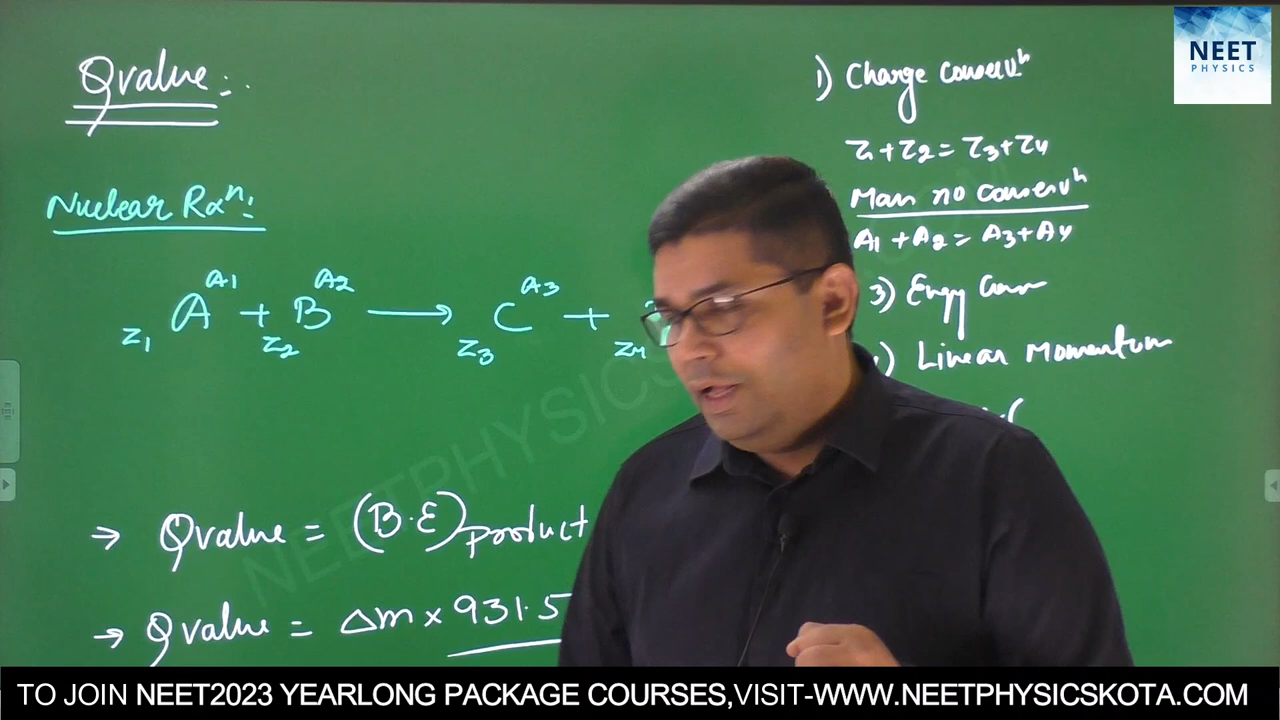 Qvalue:
Nuclear Rxn:
Z1 A A1 + Z2 B A2 → Z3 C A3 + Z4
→ Qvalue = (B.E)product
→ Qvalue = Δm × 931.5
1) Charge conservn
Z1+Z2 = Z3+Z4
Mass no conservn
A1 + A2 = A3+A4
3) Engy
) Linear Momentum
NEET
PHYSICS
NEETPHYSICS
TO JOIN NEET2023 YEARLONG PACKAGE COURSES,VISIT-WWW.NEETPHYSICSKOTA.COM